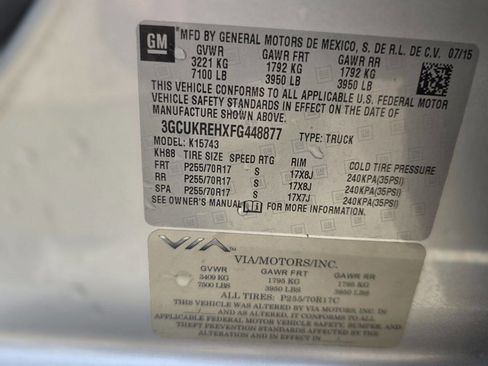 GM
MFD BY GENERAL MOTORS DE MEXICO, S. DE R.L. DE C.V. 07/15
GVWR GAWR FRT GAWR RR
3221 KG 1792 KG 1792 KG
7100 LB 3950 LB 3950 LB
THIS VEHICLE CONFORMS TO ALL APPLICABLE U.S. FEDERAL MOTOR
VEHICLE SAFETY STANDARDS IN EFFECT ON THE DATE OF
MANUFACTURE SHOWN ABOVE.
3GCUKREHXFG448877 TYPE: TRUCK
MODEL: K15743
KH88 TIRE SIZE SPEED RTG RIM COLD TIRE PRESSURE
FRT P255/70R17 S 17X8J 240KPA(35PSI)
RR P255/70R17 S 17X8J 240KPA(35PSI)
SPA P255/70R17 S 17X7J 240KPA(35PSI)
SEE OWNER'S MANUAL FOR MORE INFORMATION.
VIA
VIA/MOTORS/INC.
GVWR GAWR FRT GAWR RR
3409 KG 1795 KG 1795 KG
7500 LBS 3950 LBS 3950 LBS
ALL TIRES: P255/70R17C
THIS VEHICLE WAS ALTERED BY VIA MOTORS, INC. IN
/ TO CONFORM TO ALL
APPLICABLE FEDERAL MOTOR VEHICLE SAFETY, BUMPER, AND
THEFT PREVENTION STANDARDS AFFECTED BY THE
ALTERATION AND IN EFFECT IN /